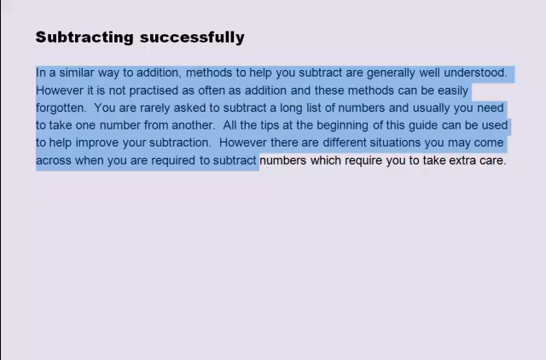 Subtracting successfully
In a similar way to addition, methods to help you subtract are generally well understood.
However it is not practised as often as addition and these methods can be easily
forgotten.  You are rarely asked to subtract a long list of numbers and usually you need
to take one number from another.  All the tips at the beginning of this guide can be used
to help improve your subtraction.  However there are different situations you may come
across when you are required to subtract numbers which require you to take extra care.